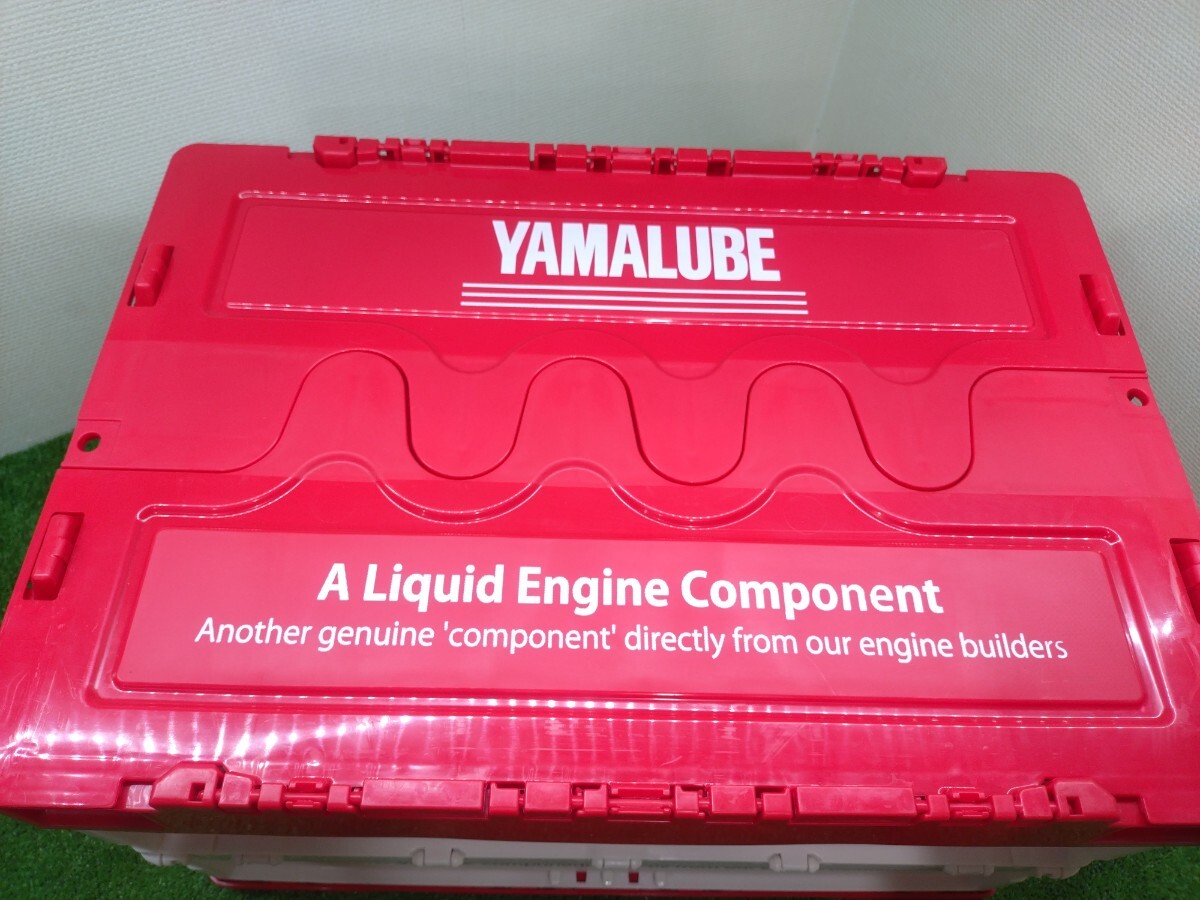 YAMALUBE
A Liquid Engine Component
Another genuine 'component' directly from our engine builders